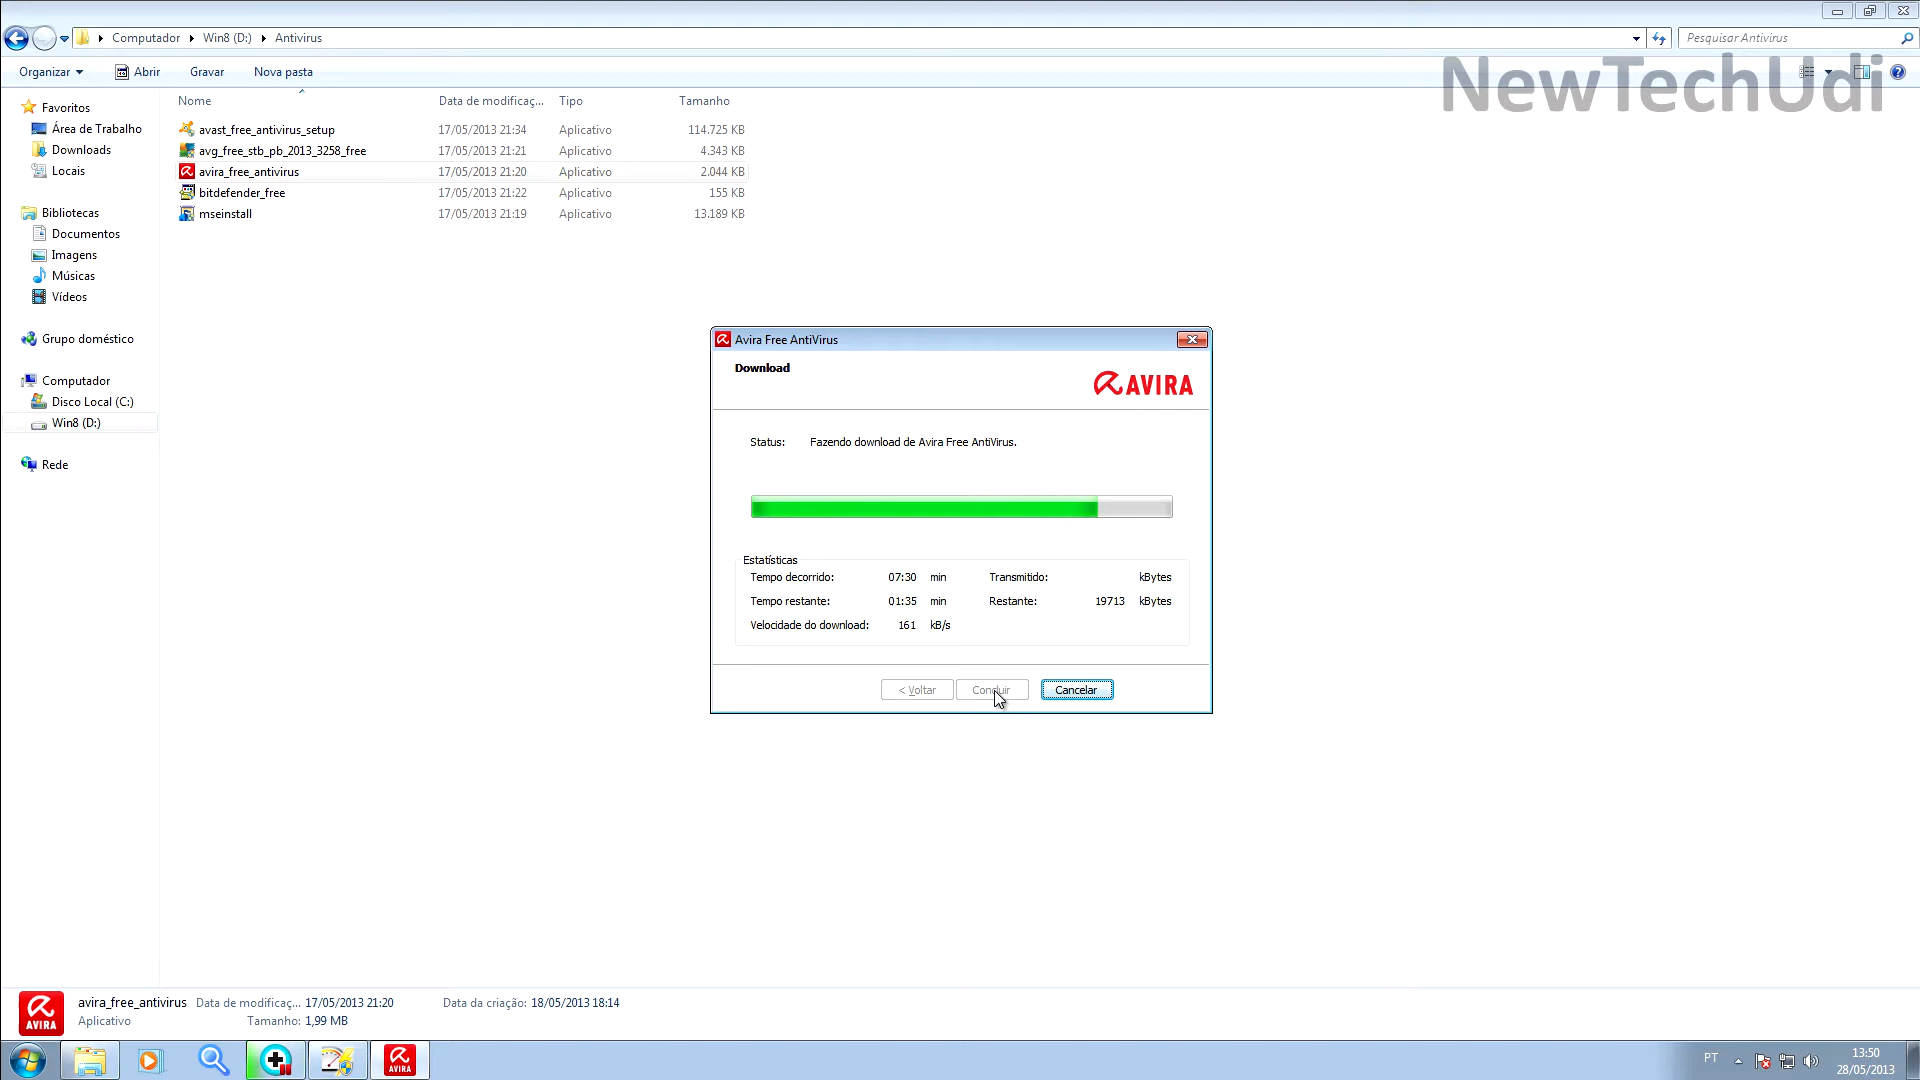 Computador Win8 (D:) Antivirus
Pesquisar Antivirus
Organizar Abrir Gravar Nova pasta
NewTechUdi
Nome Data de modificaç... Tipo Tamanho
avast_free_antivirus_setup 17/05/2013 21:34 Aplicativo 114.725 KB
avg_free_stb_pb_2013_3258_free 17/05/2013 21:21 Aplicativo 4.343 KB
avira_free_antivirus 17/05/2013 21:20 Aplicativo 2.044 KB
bitdefender_free 17/05/2013 21:22 Aplicativo 155 KB
mseinstall 17/05/2013 21:19 Aplicativo 13.189 KB
Favoritos
Área de Trabalho
Downloads
Locais
Bibliotecas
Documentos
Imagens
Músicas
Vídeos
Grupo doméstico
Computador
Disco Local (C:)
Win8 (D:)
Rede
Avira Free AntiVirus
Download
AVIRA
Status: Fazendo download de Avira Free AntiVirus.
Estatísticas
Tempo decorrido: 07:30 min Transmitido: kBytes
Tempo restante: 01:35 min Restante: 19713 kBytes
Velocidade do download: 161 kB/s
< Voltar Concluir Cancelar
avira_free_antivirus Data de modificaç... 17/05/2013 21:20 Data da criação: 18/05/2013 18:14
Aplicativo Tamanho: 1,99 MB
AVIRA
AVIRA
PT
13:50
28/05/2013